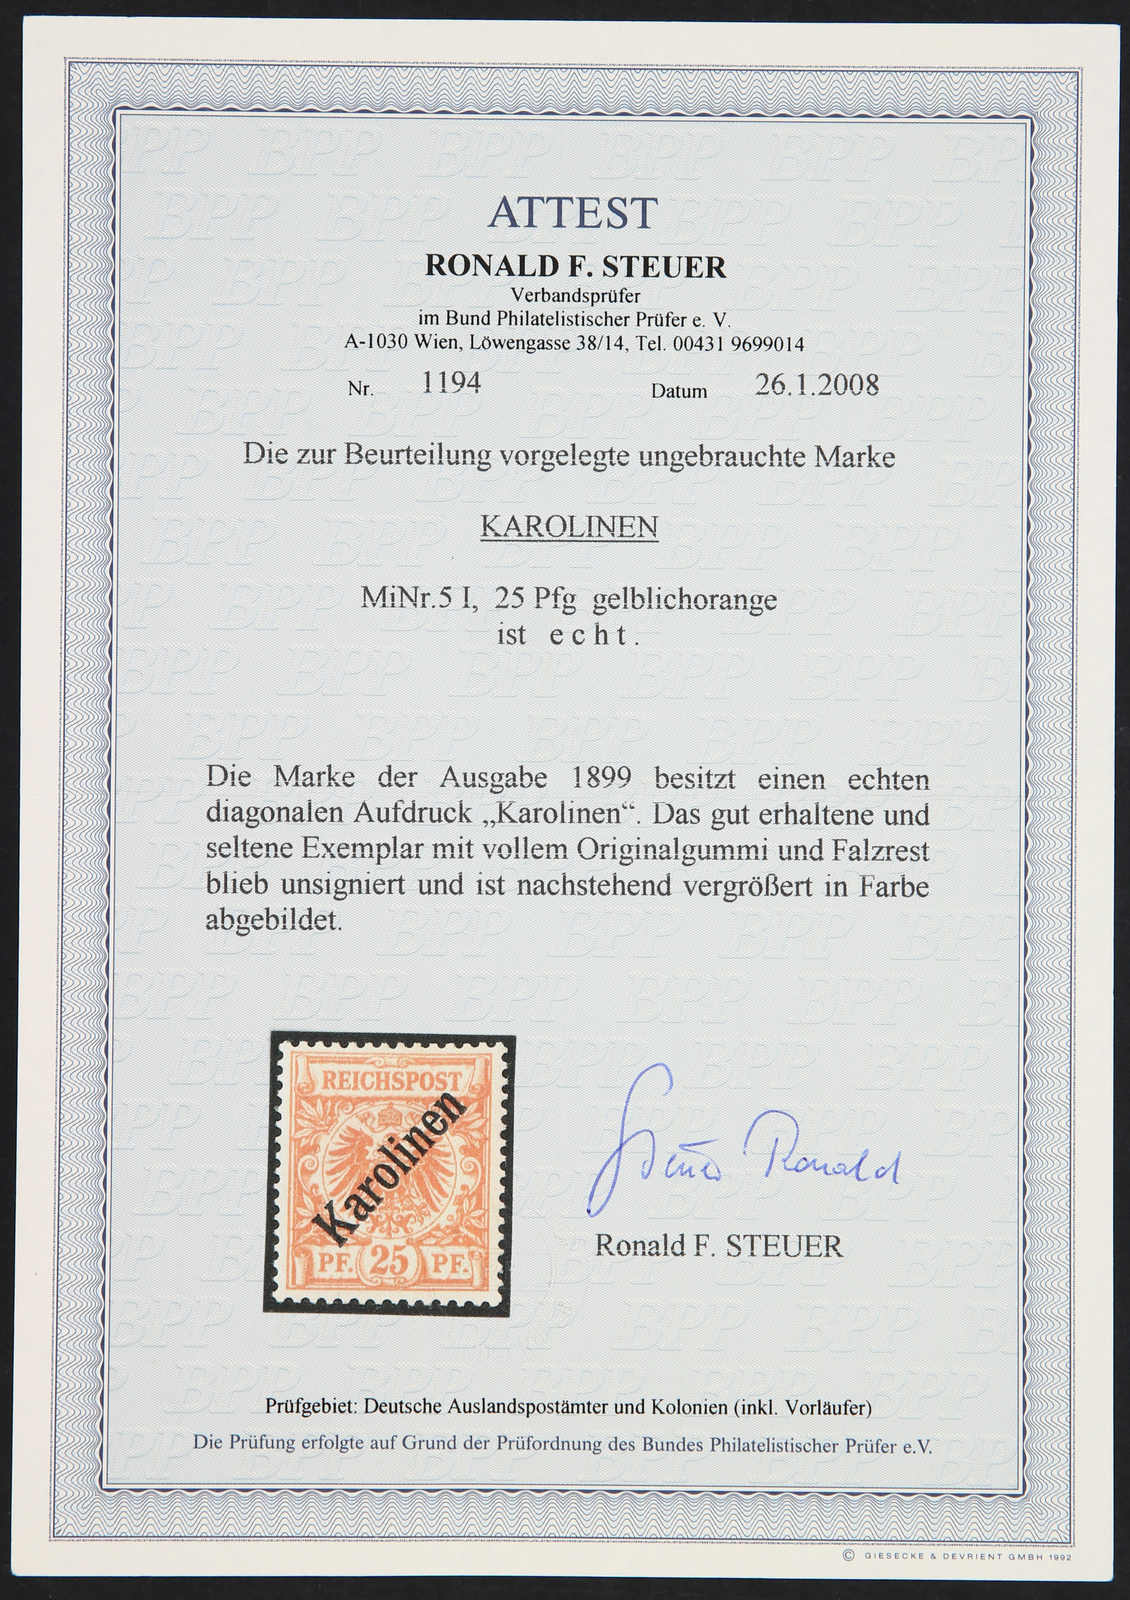 ATTEST
RONALD F. STEUER
Verbandsprüfer
im Bund Philatelistischer Prüfer e. V.
A-1030 Wien, Löwengasse 38/14, Tel. 00431 9699014
Nr. 1194 Datum 26.1.2008
Die zur Beurteilung vorgelegte ungebrauchte Marke
KAROLINEN
MiNr.5 I, 25 Pfg gelblichorange
ist e c h t .
Die Marke der Ausgabe 1899 besitzt einen echten
diagonalen Aufdruck „Karolinen“. Das gut erhaltene und
seltene Exemplar mit vollem Originalgummi und Falzrest
blieb unsigniert und ist nachstehend vergrößert in Farbe
abgebildet.
REICHSPOST
Karolinen
PF. 25 PF.
Steuer Ronald
Ronald F. STEUER
Prüfgebiet: Deutsche Auslandspostämter und Kolonien (inkl. Vorläufer)
Die Prüfung erfolgte auf Grund der Prüfordnung des Bundes Philatelistischer Prüfer e.V.
© GIESECKE & DEVRIENT GMBH 1992